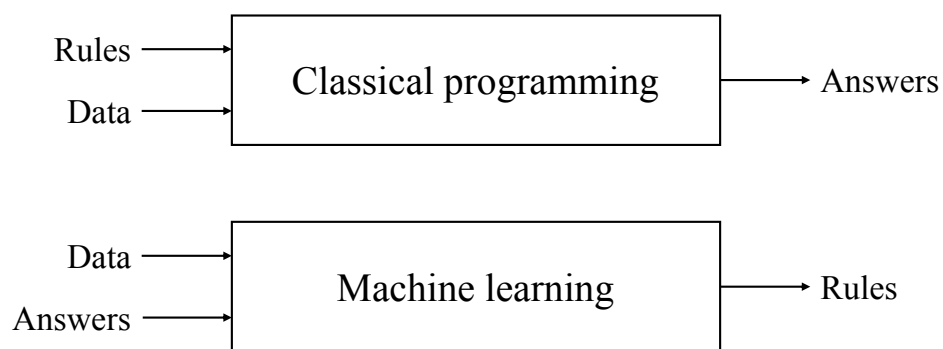 Rules
Data
Classical programming
Answers
Data
Answers
Machine learning
Rules